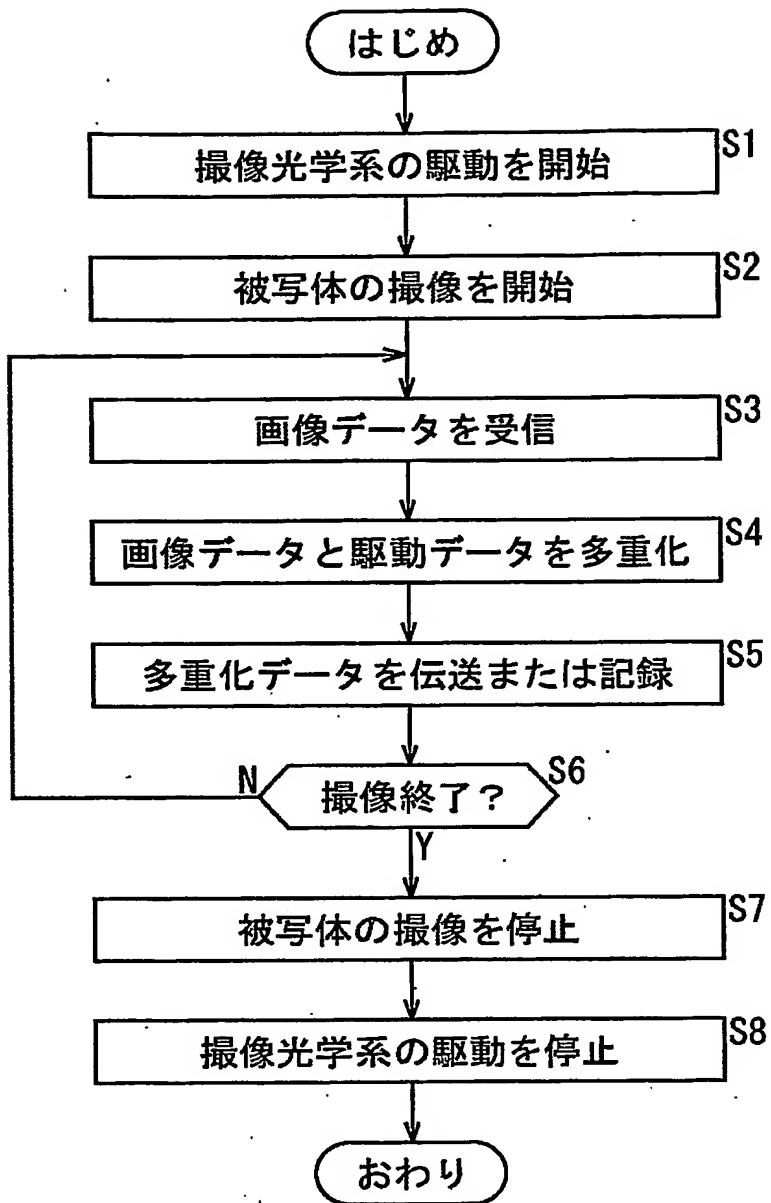 はじめ
撮像光学系の駆動を開始 S1
被写体の撮像を開始 S2
画像データを受信 S3
画像データと駆動データを多重化 S4
多重化データを伝送または記録 S5
N 撮像終了? S6
Y
被写体の撮像を停止 S7
撮像光学系の駆動を停止 S8
おわり